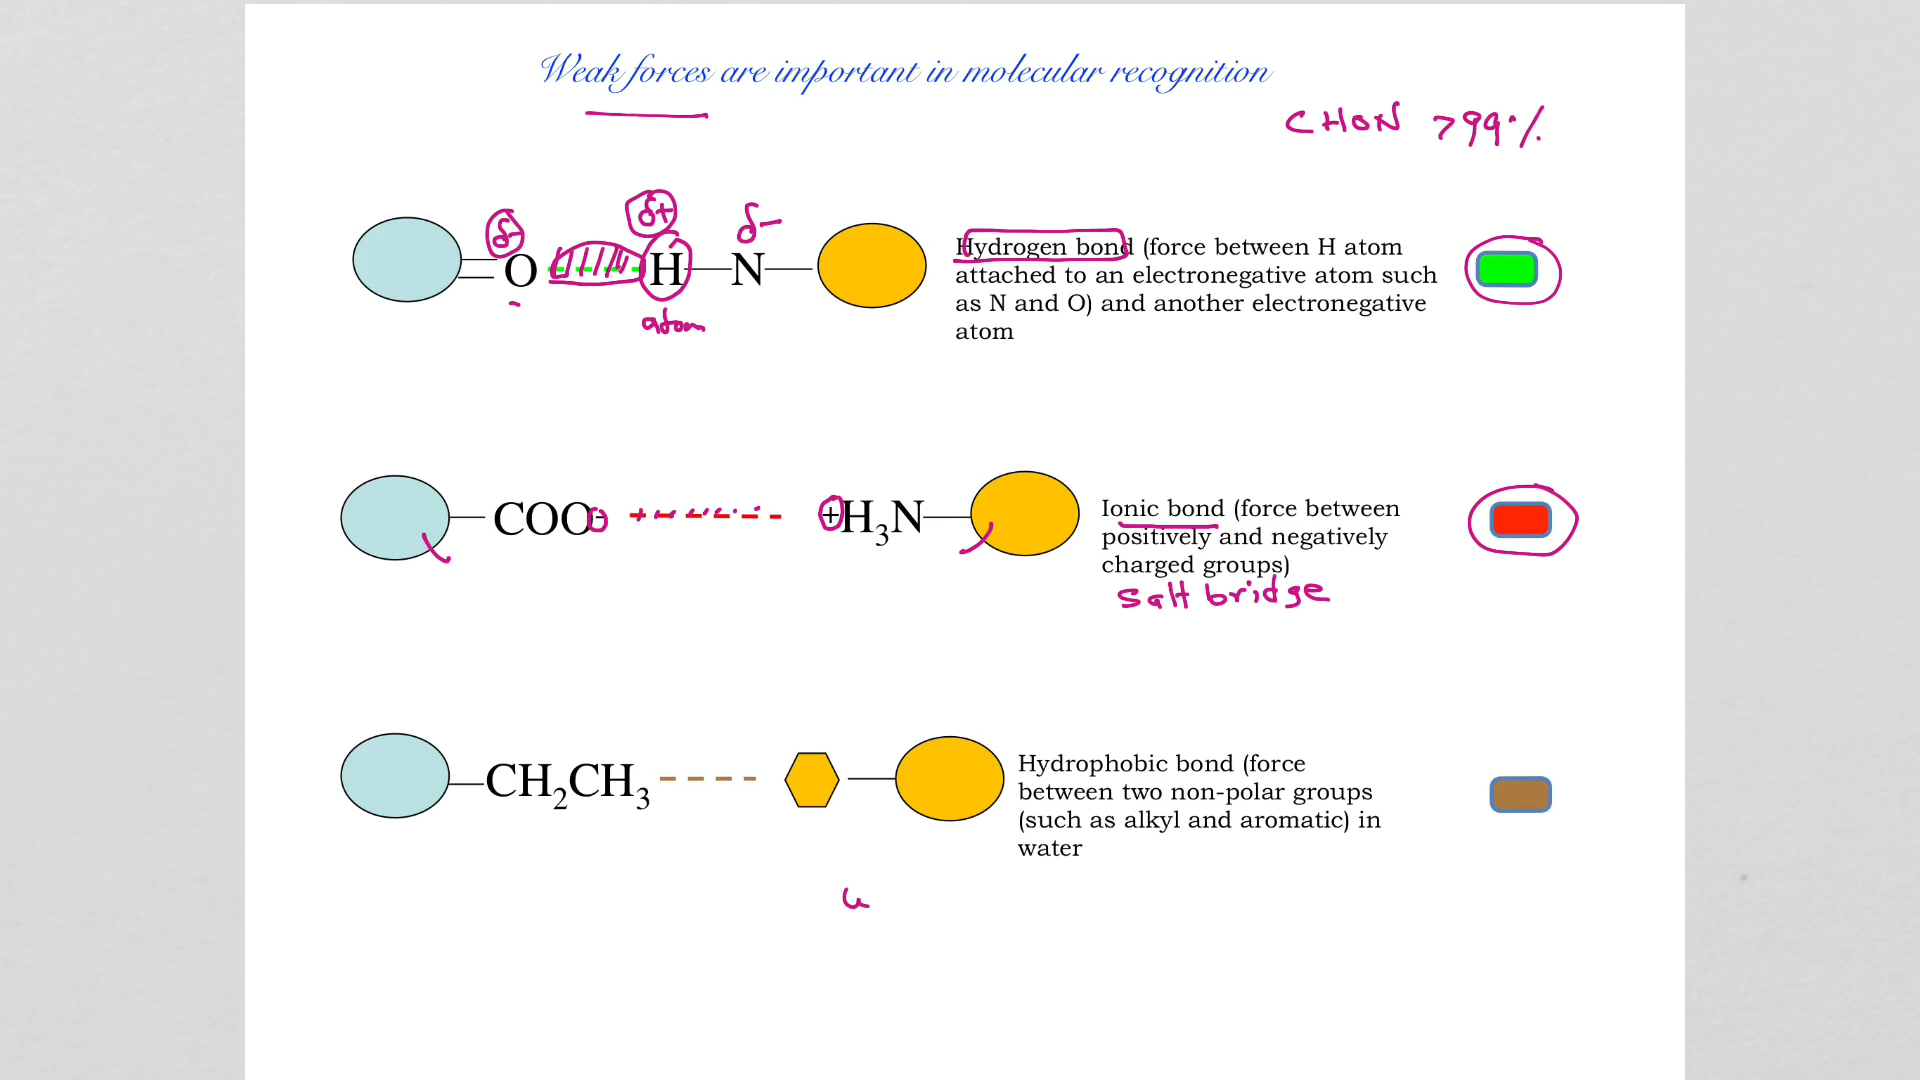 Weak forces are important in molecular recognition
CHON >99%
δ- δ+ δ-
O H N
atom
Hydrogen bond (force between H atom
attached to an electronegative atom such
as N and O) and another electronegative
atom
COO- +H₃N
Ionic bond (force between
positively and negatively
charged groups)
Salt bridge
CH₂CH₃
Hydrophobic bond (force
between two non-polar groups
(such as alkyl and aromatic) in
water